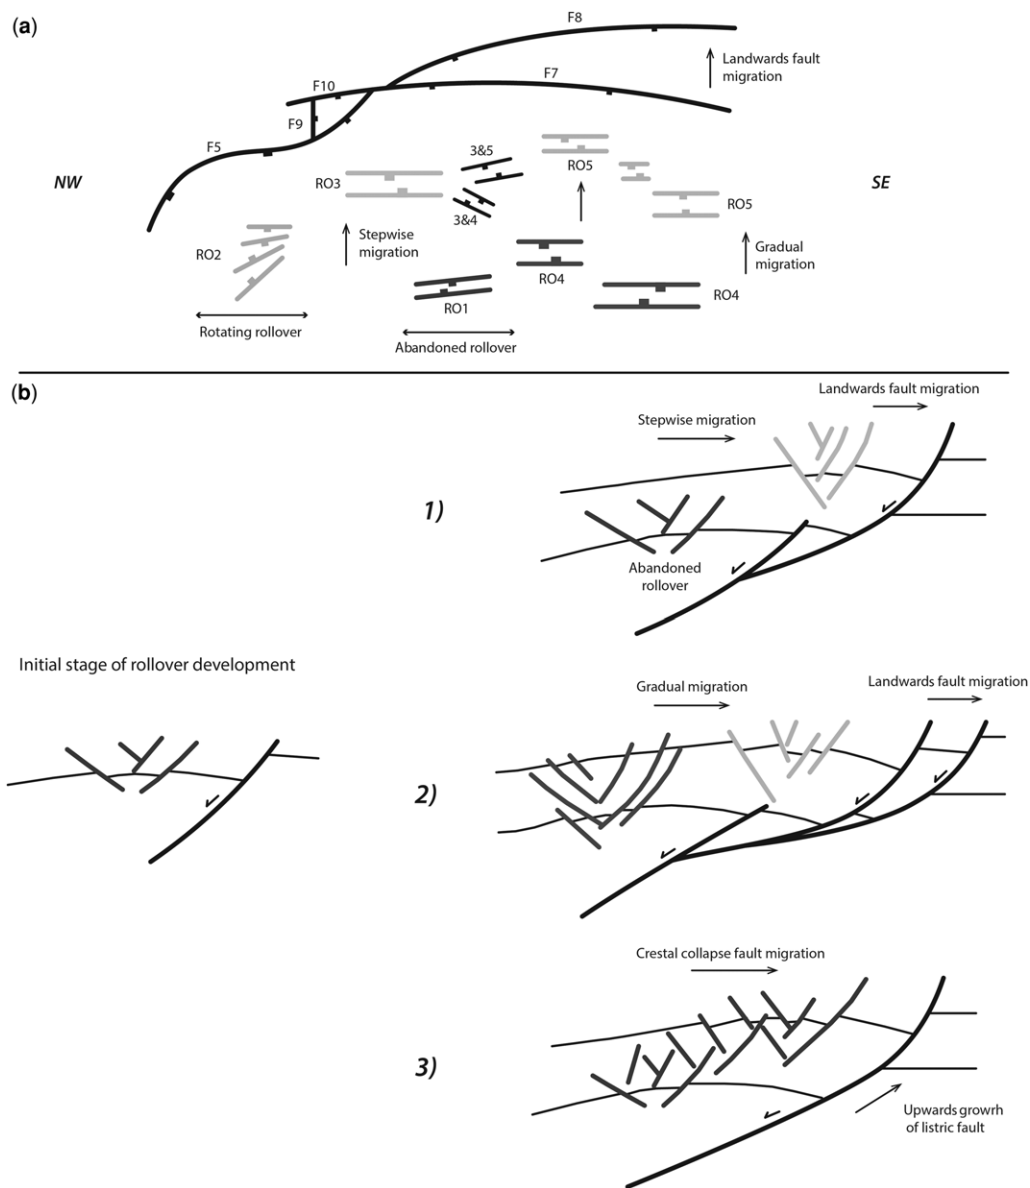 (a)
F8
Landwards fault
migration
F7
F10
F9
F5
3&5
RO5
NW
RO3
SE
RO5
3&4
Stepwise
migration
RO2
Gradual
migration
RO4
RO4
RO1
Rotating rollover
Abandoned rollover
(b)
Landwards fault migration
Stepwise migration
1)
Abandoned
rollover
Initial stage of rollover development
Gradual migration
Landwards fault migration
2)
Crestal collapse fault migration
3)
Upwards growrh
of listric fault